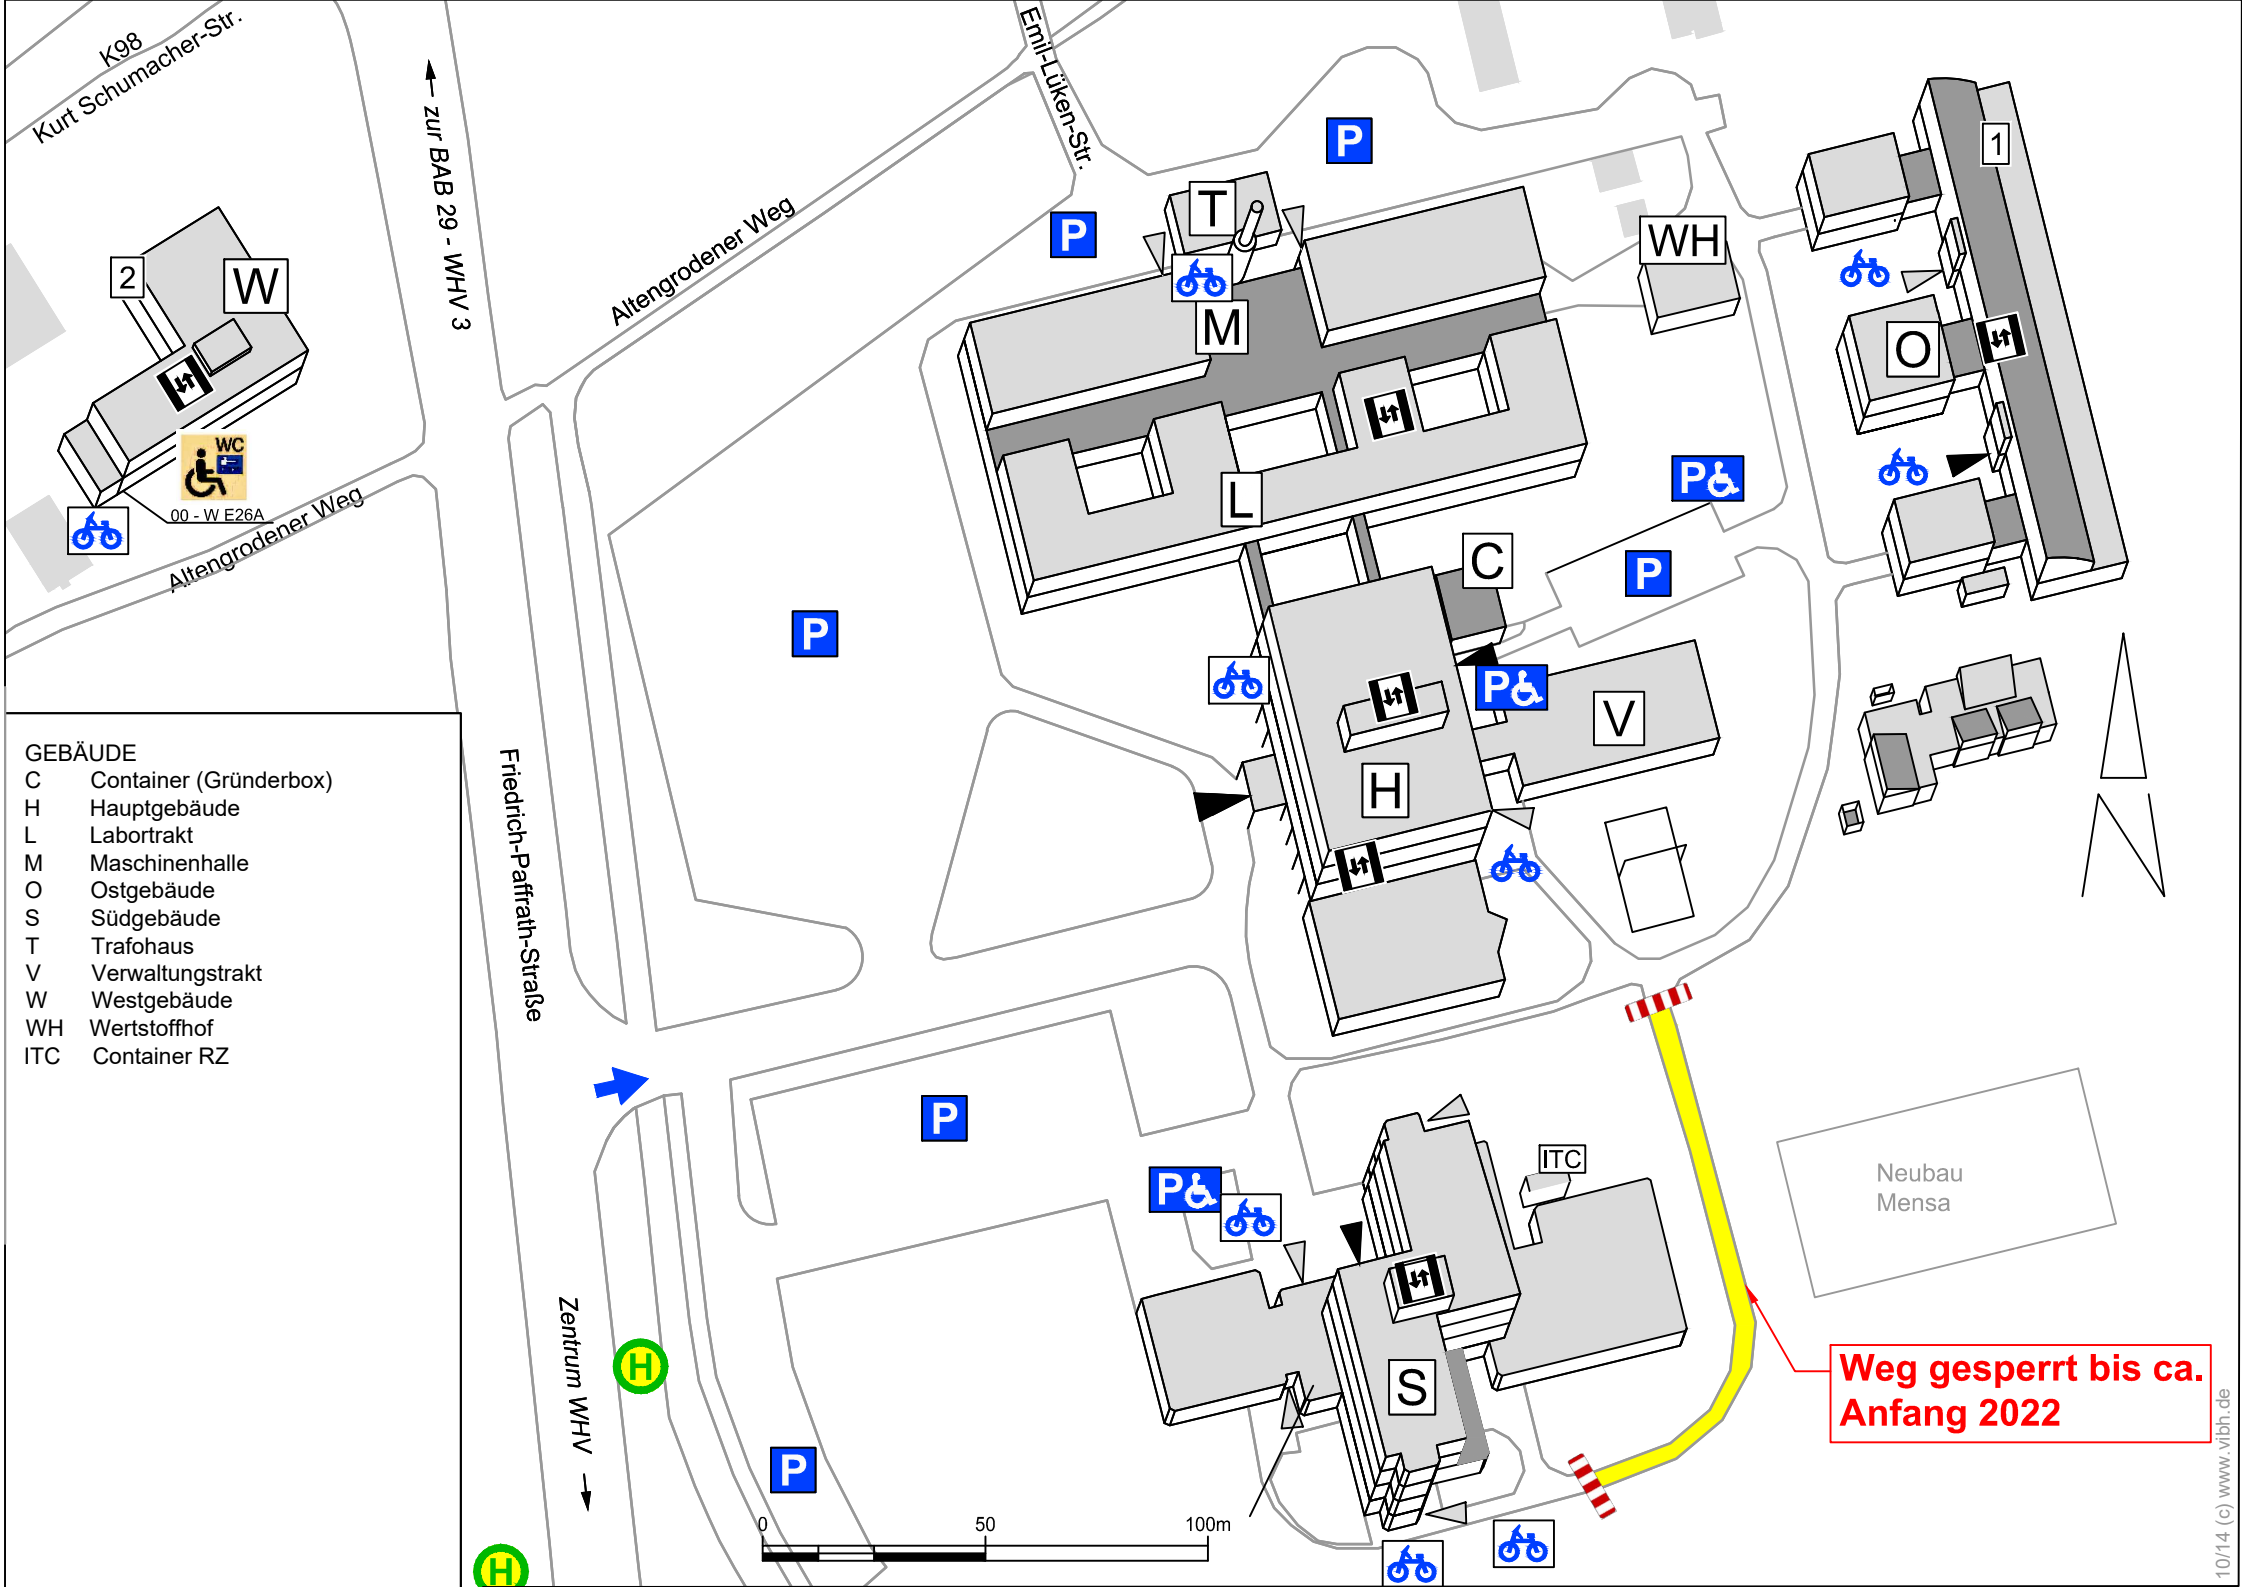 K98
Kurt Schumacher-Str.
zur BAB 29 - WHV 3
Emil-Lüken-Str.
Altengrodener Weg
P
P
T
1
WH
2
W
M
O
WC
00 - W E26A
Altengrodener Weg
L
P
C
P
P
P
V
H
GEBÄUDE
C Container (Gründerbox)
H Hauptgebäude
L Labortrakt
M Maschinenhalle
O Ostgebäude
S Südgebäude
T Trafohaus
V Verwaltungstrakt
W Westgebäude
WH Wertstoffhof
ITC Container RZ
Friedrich-Paffrath-Straße
N
P
ITC
P
Neubau
Mensa
Zentrum WHV
H
S
Weg gesperrt bis ca.
Anfang 2022
P
0 50 100m
H
10/14 (c) www.vibh.de